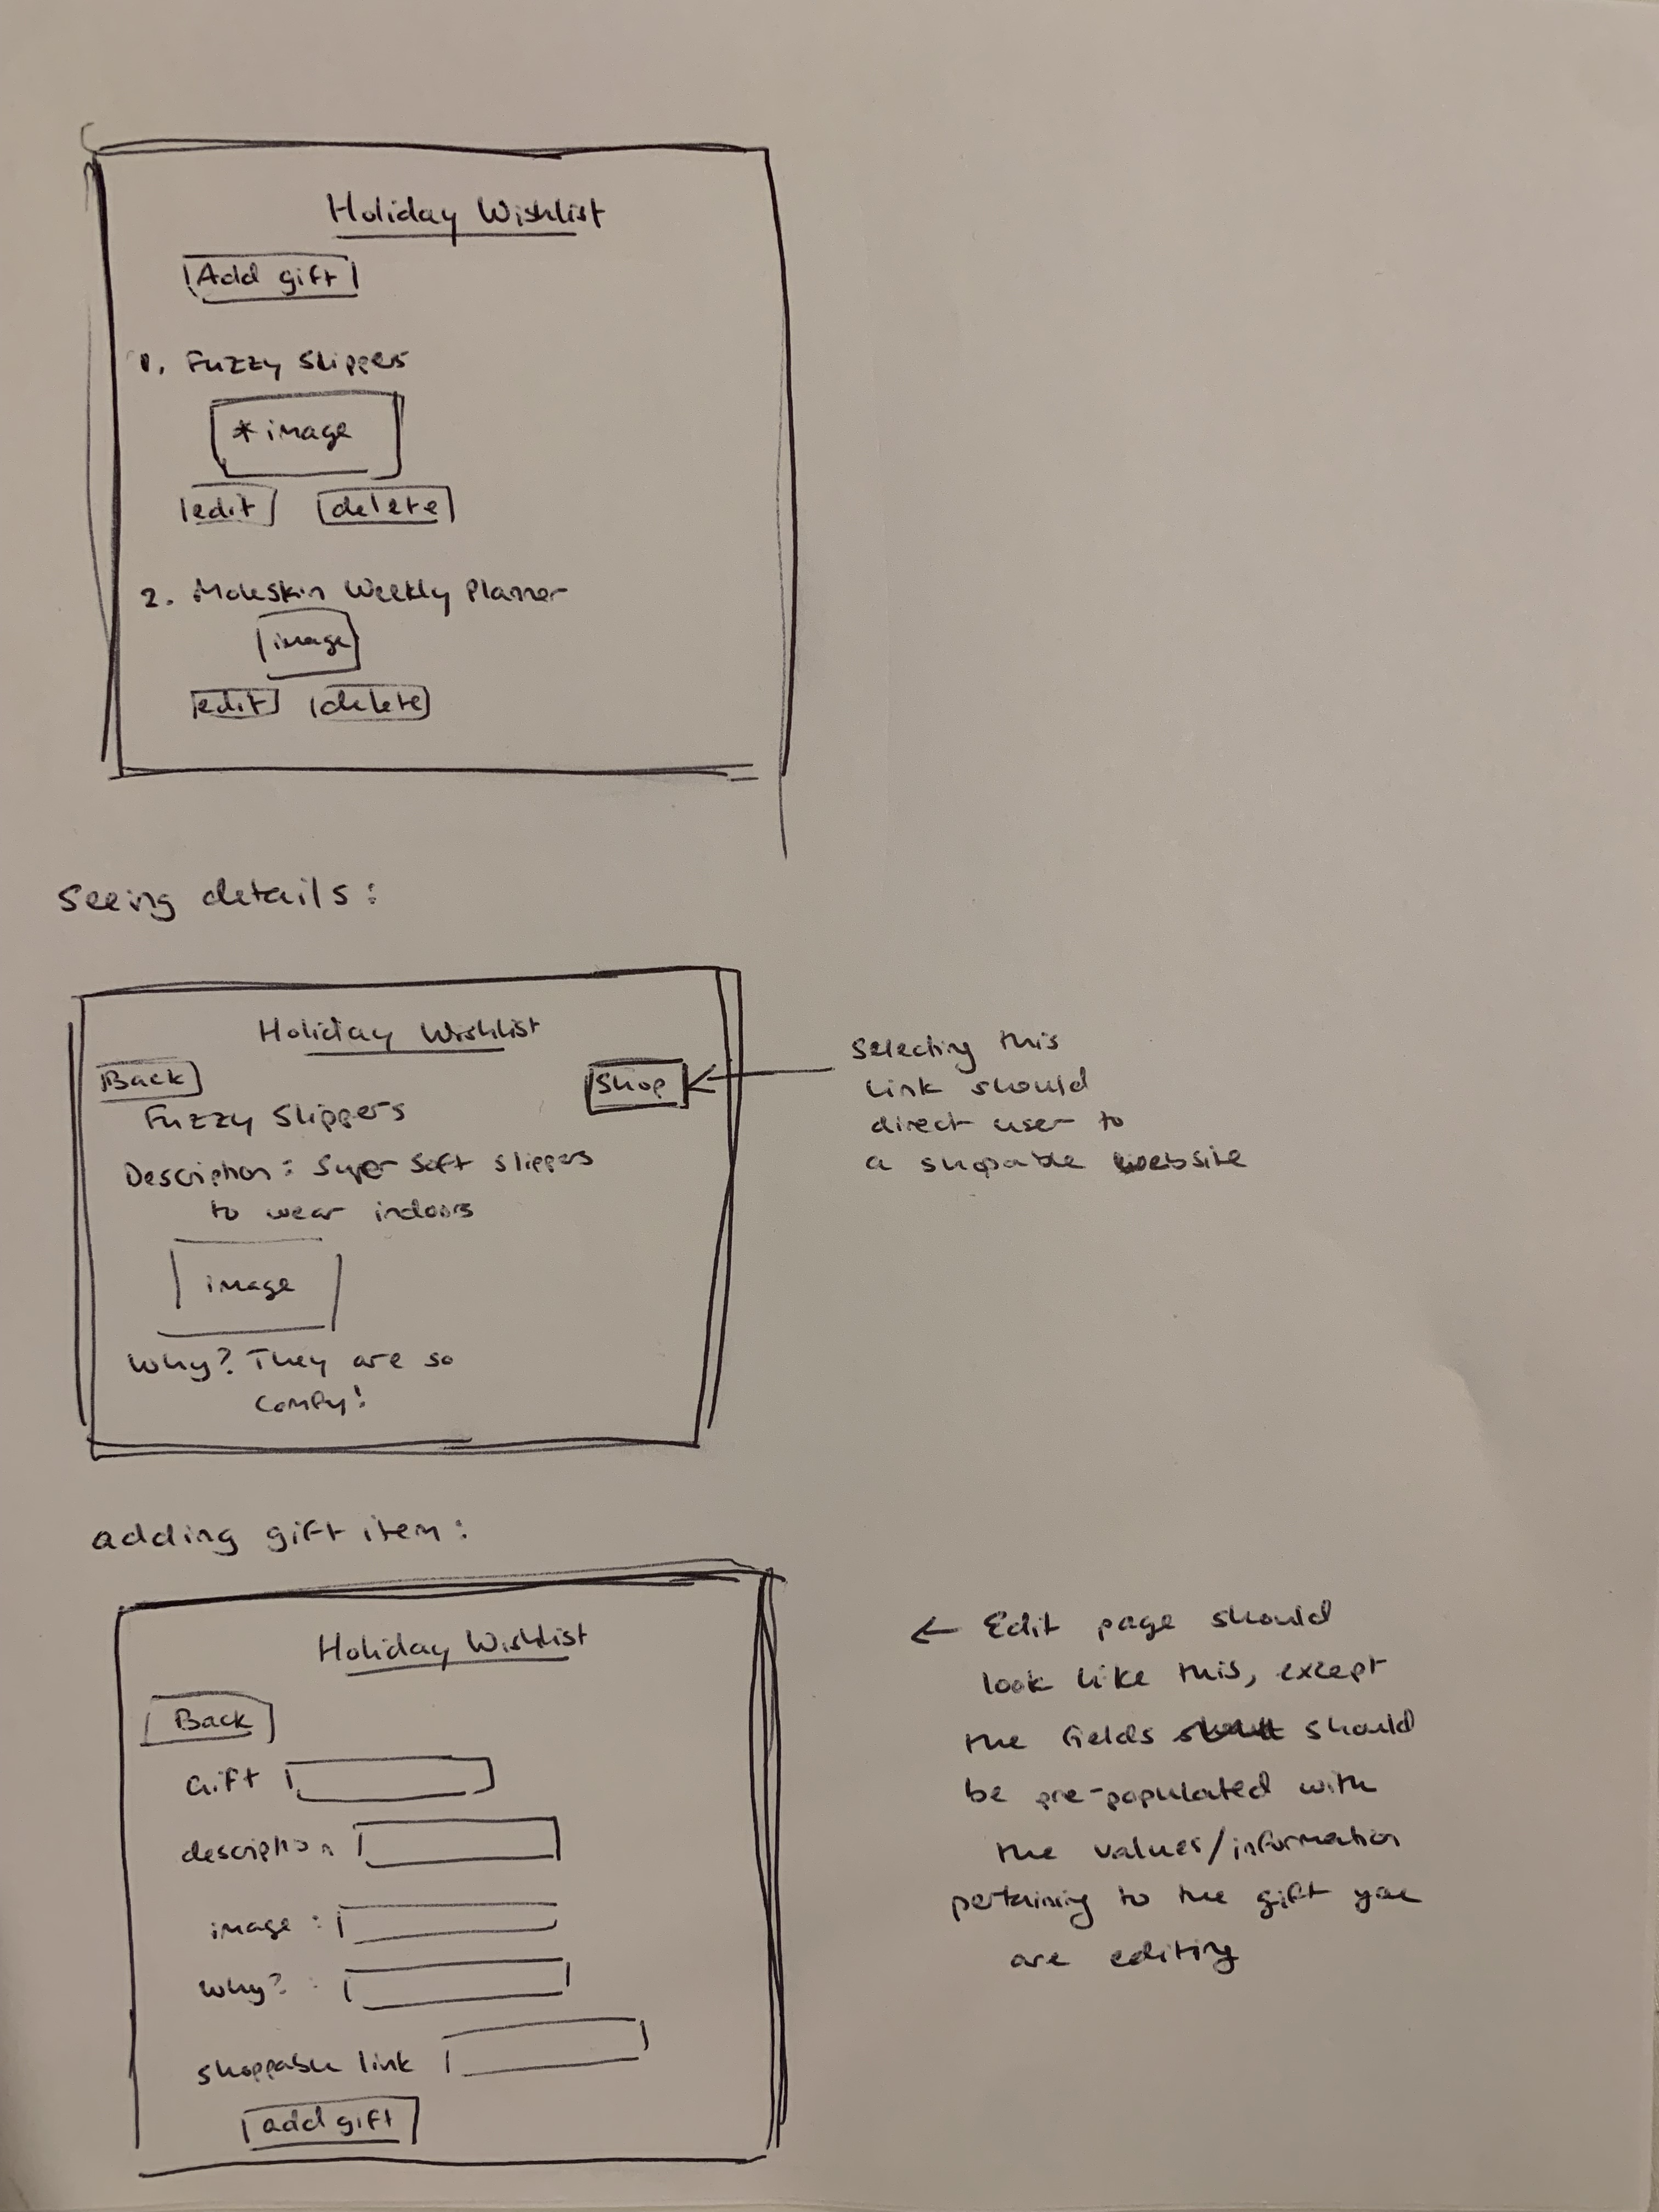 Holiday Wishlist
Add gift
1. Fuzzy Slippers
* image
edit delete
2. Moleskin Weekly Planner
image
edit delete
Seeing details:
Holiday Wishlist
Back
Shop
Fuzzy Slippers
Description: Super soft slippers
to wear indoors
image
Why? They are so
comfy!
Selecting this
link should
direct user to
a shopable website
adding gift item:
Holiday Wishlist
Back
Gift
description
image :
why? :
shoppable link
add gift
← Edit page should
look like this, except
the fields should
be pre-populated with
the values/information
pertaining to the gift you
are editing